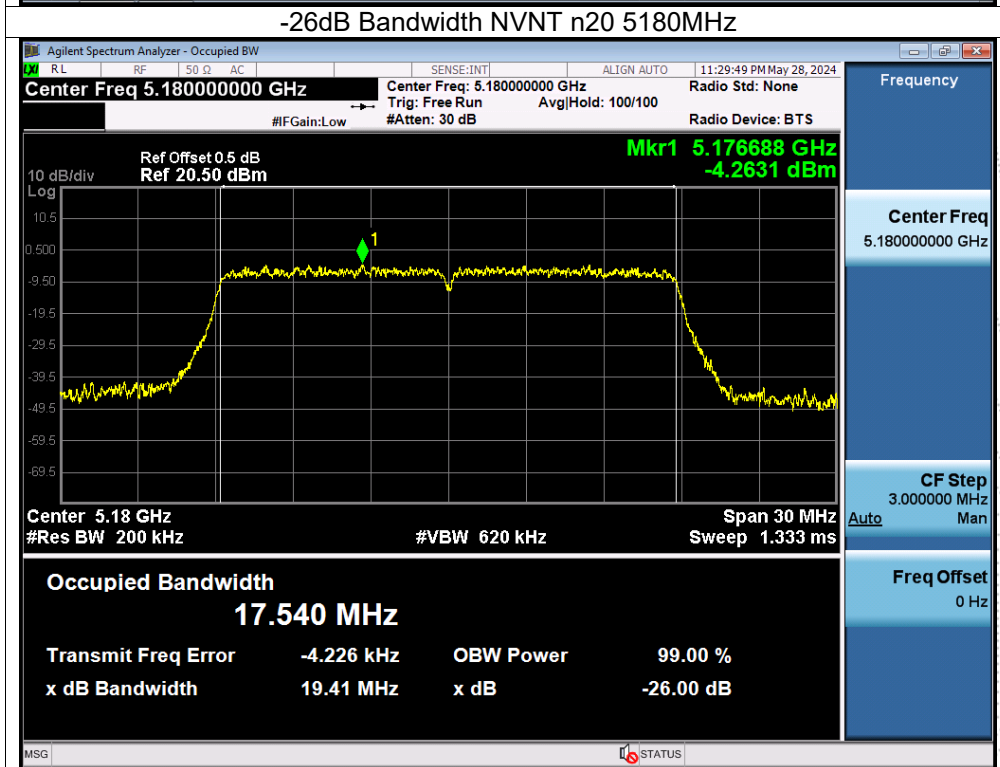 -26dB Bandwidth NVNT n20 5180MHz
Agilent Spectrum Analyzer - Occupied BW
LXI RL RF 50 Ω AC SENSE:INT ALIGN AUTO 11:29:49 PM May 28, 2024
Center Freq 5.180000000 GHz Center Freq: 5.180000000 GHz Radio Std: None Frequency
Trig: Free Run Avg|Hold: 100/100
#IFGain:Low #Atten: 30 dB Radio Device: BTS
Mkr1 5.176688 GHz
-4.2631 dBm
Ref Offset 0.5 dB
10 dB/div Ref 20.50 dBm
Log
10.5
0.500
-9.50
-19.5
-29.5
-39.5
-49.5
-59.5
-69.5
1
Center 5.18 GHz Span 30 MHz
#Res BW 200 kHz #VBW 620 kHz Sweep 1.333 ms
Center Freq
5.180000000 GHz
CF Step
3.000000 MHz
Auto Man
Freq Offset
0 Hz
Occupied Bandwidth
17.540 MHz
Transmit Freq Error -4.226 kHz OBW Power 99.00 %
x dB Bandwidth 19.41 MHz x dB -26.00 dB
MSG STATUS